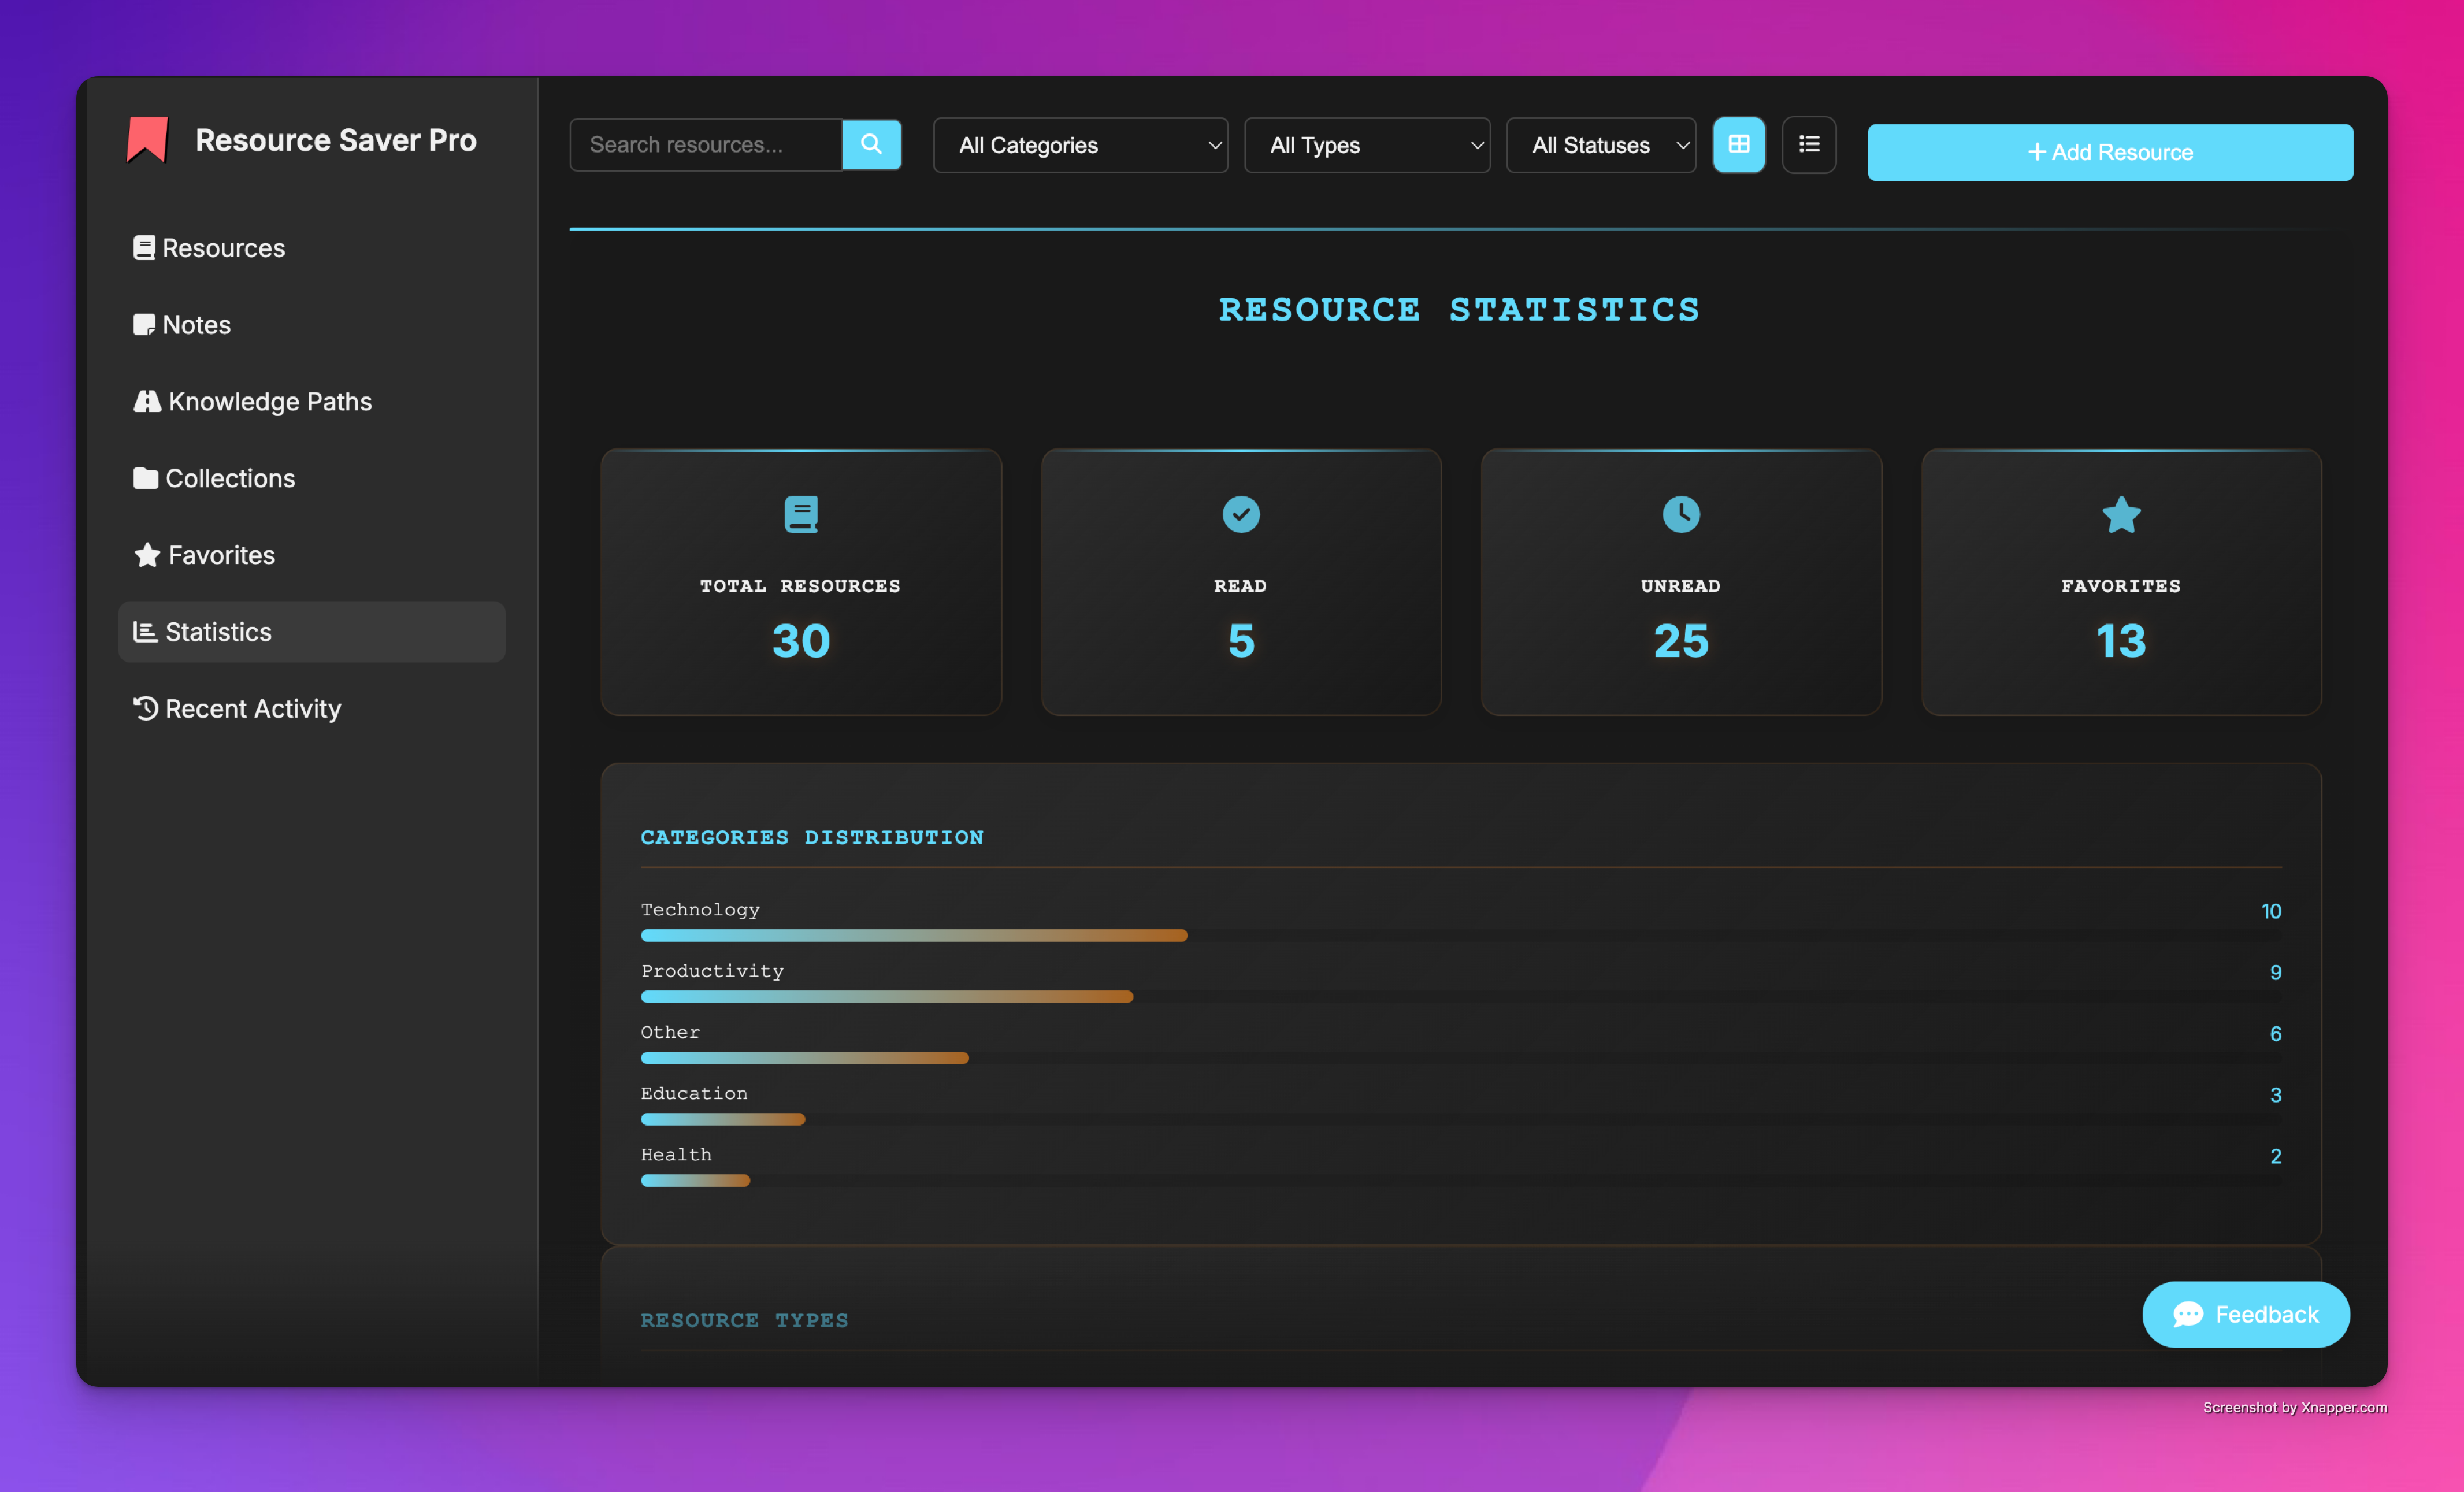 Resource Saver Pro
Resources
Notes
Knowledge Paths
Collections
Favorites
Statistics
Recent Activity
Search resources...
All Categories
All Types
All Statuses
+ Add Resource
RESOURCE STATISTICS
TOTAL RESOURCES
30
READ
5
UNREAD
25
FAVORITES
13
CATEGORIES DISTRIBUTION
Technology 10
Productivity 9
Other 6
Education 3
Health 2
RESOURCE TYPES
Feedback
Screenshot by Xnapper.com